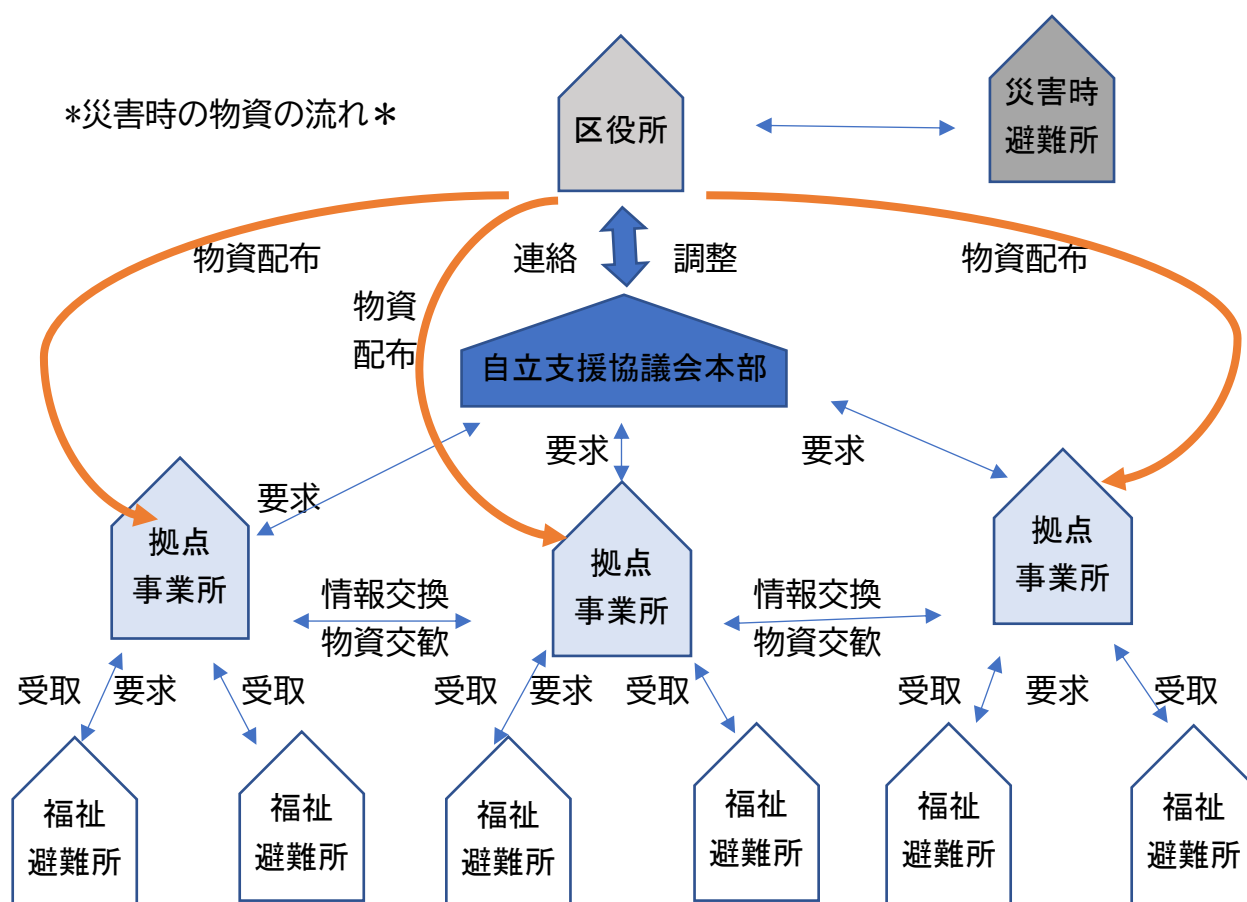 *災害時の物資の流れ＊
区役所
災害時
避難所
物資配布
連絡
調整
物資配布
物資
配布
自立支援協議会本部
要求
要求
要求
拠点
事業所
拠点
事業所
拠点
事業所
情報交換
物資交歓
情報交換
物資交歓
受取
要求
受取
受取
要求
受取
受取
要求
受取
福祉
避難所
福祉
避難所
福祉
避難所
福祉
避難所
福祉
避難所
福祉
避難所